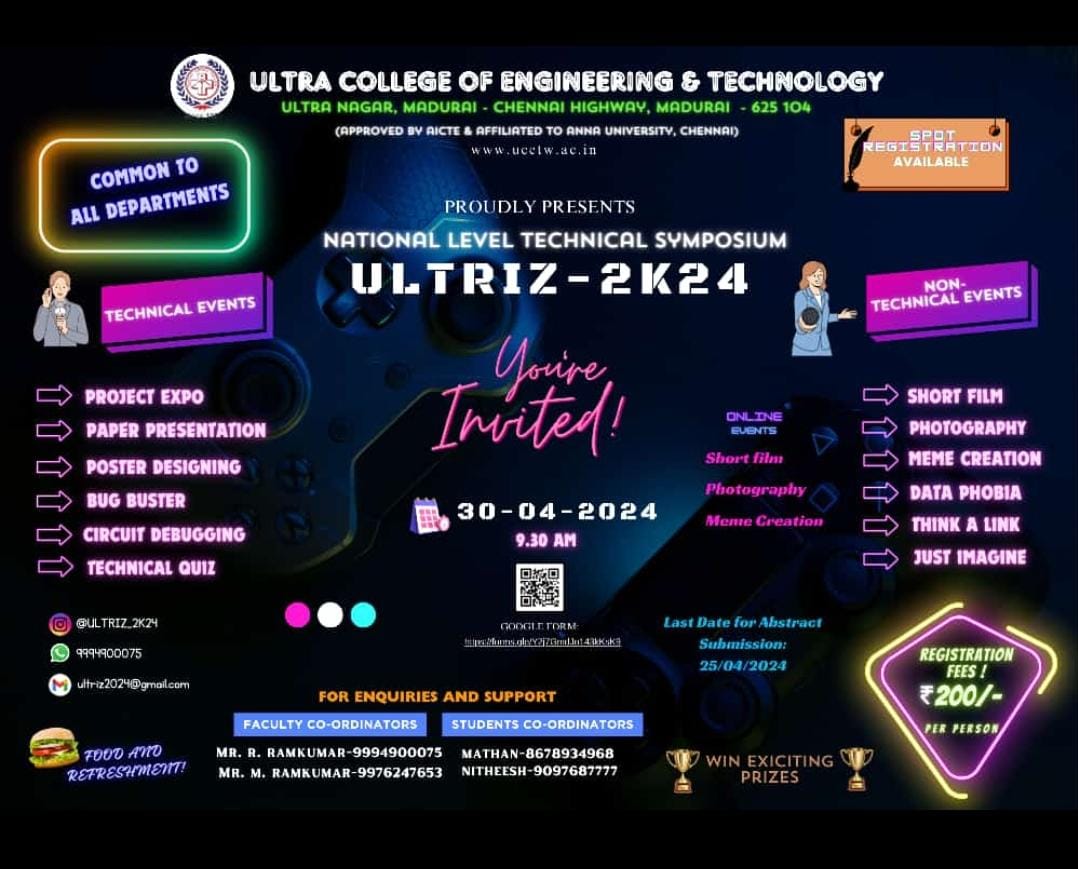 ULTRA COLLEGE OF ENGINEERING & TECHNOLOGY
ULTRA NAGAR, MADURAI - CHENNAI HIGHWAY, MADURAI - 625 104
(APPROVED BY AICTE & AFFILIATED TO ANNA UNIVERSITY, CHENNAI)
www.ucctw.ac.in
COMMON TO
ALL DEPARTMENTS
SPOT
REGISTRATION
AVAILABLE
PROUDLY PRESENTS
NATIONAL LEVEL TECHNICAL SYMPOSIUM
ULTRIZ-2K24
TECHNICAL EVENTS
PROJECT EXPO
PAPER PRESENTATION
POSTER DESIGNING
BUG BUSTER
CIRCUIT DEBUGGING
TECHNICAL QUIZ
You're
Invited!
30-04-2024
9.30 AM
GOOGLE FORM:
ONLINE
EVENTS
Short film
Photography
Meme Creation
NON-
TECHNICAL EVENTS
SHORT FILM
PHOTOGRAPHY
MEME CREATION
DATA PHOBIA
THINK A LINK
JUST IMAGINE
@ULTRIZ_2K24
9994900075
ultriz2024@gmail.com
Last Date for Abstract
Submission:
25/04/2024
REGISTRATION
FEES !
₹200/-
PER PERSON
FOR ENQUIRIES AND SUPPORT
FACULTY CO-ORDINATORS
MR. R. RAMKUMAR-9994900075
MR. M. RAMKUMAR-9976247653
STUDENTS CO-ORDINATORS
MATHAN-8678934968
NITHEESH-9097687777
FOOD AND
REFRESHMENT!
WIN EXICITING
PRIZES